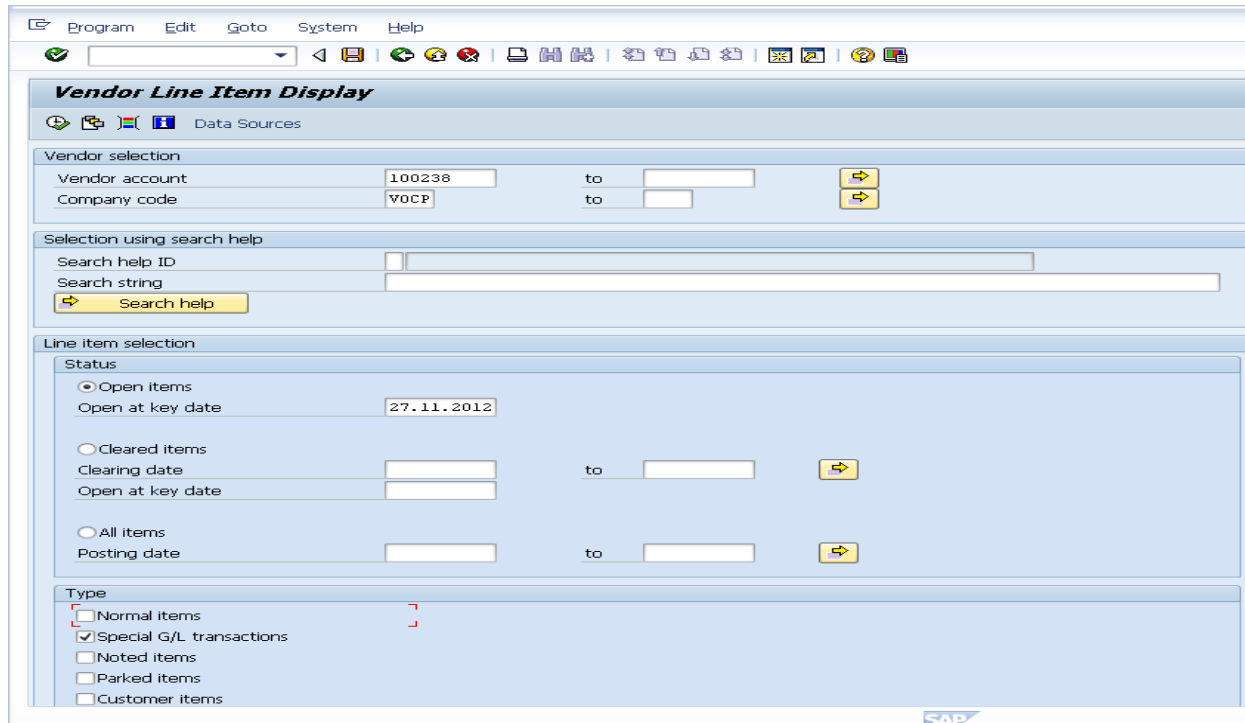 Program Edit Goto System Help
Vendor Line Item Display
Data Sources
Vendor selection
Vendor account 100238 to
Company code VOCP to
Selection using search help
Search help ID
Search string
Search help
Line item selection
Status
Open items
Open at key date 27.11.2012
Cleared items
Clearing date to
Open at key date
All items
Posting date to
Type
Normal items
Special G/L transactions
Noted items
Parked items
Customer items
SAP